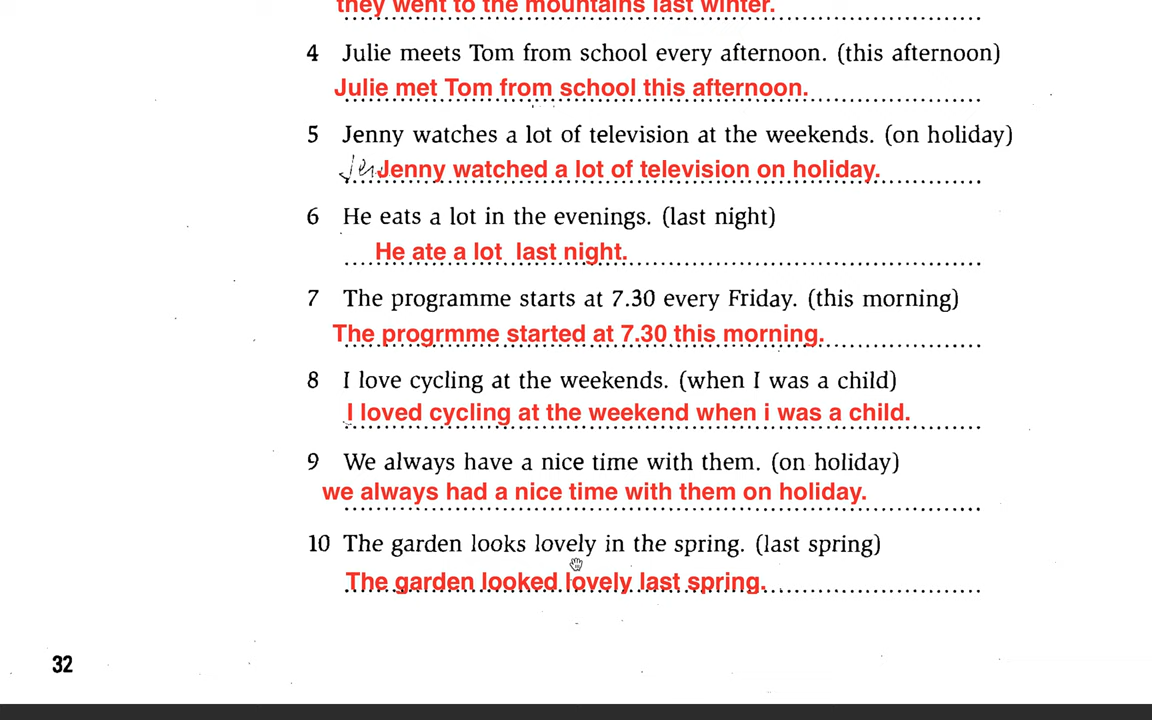 they went to the mountains last winter.
4 Julie meets Tom from school every afternoon. (this afternoon)
Julie met Tom from school this afternoon.
5 Jenny watches a lot of television at the weekends. (on holiday)
Jen Jenny watched a lot of television on holiday.
6 He eats a lot in the evenings. (last night)
He ate a lot last night.
7 The programme starts at 7.30 every Friday. (this morning)
The progrmme started at 7.30 this morning.
8 I love cycling at the weekends. (when I was a child)
I loved cycling at the weekend when i was a child.
9 We always have a nice time with them. (on holiday)
we always had a nice time with them on holiday.
10 The garden looks lovely in the spring. (last spring)
The garden looked lovely last spring.
32